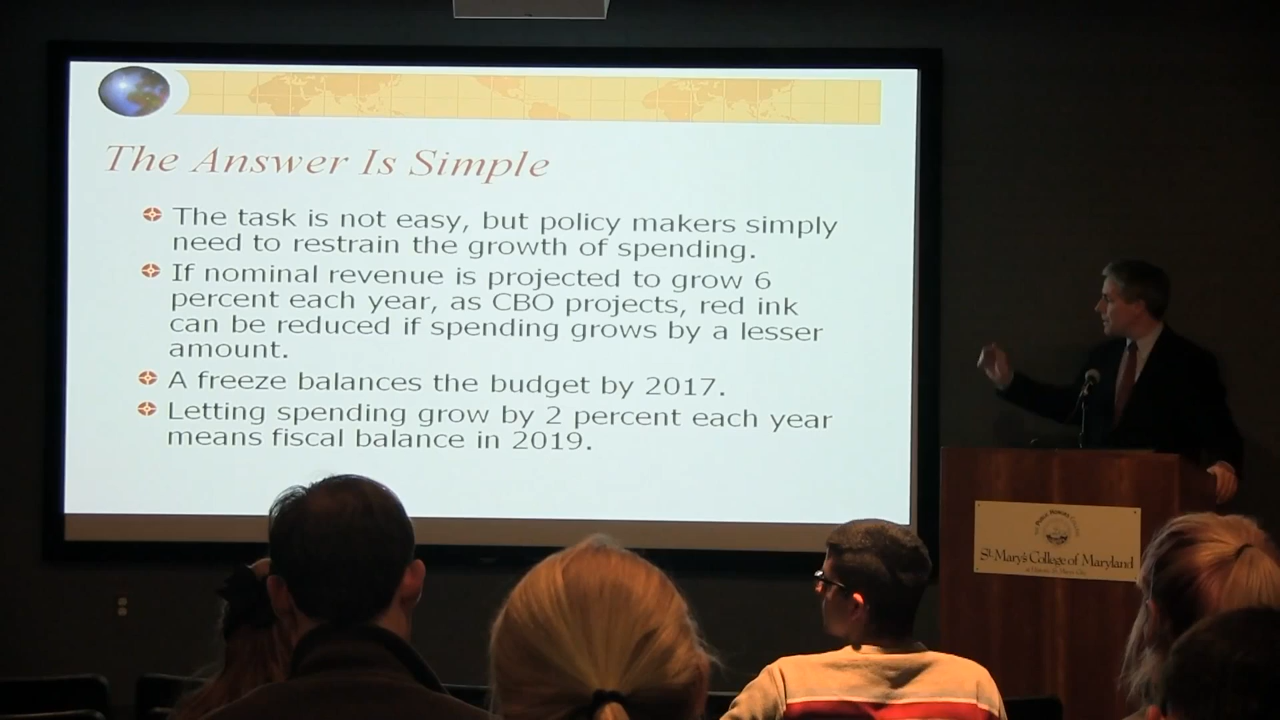 The Answer Is Simple
The task is not easy, but policy makers simply
need to restrain the growth of spending.
If nominal revenue is projected to grow 6
percent each year, as CBO projects, red ink
can be reduced if spending grows by a lesser
amount.
A freeze balances the budget by 2017.
Letting spending grow by 2 percent each year
means fiscal balance in 2019.
St. Mary's College of Maryland